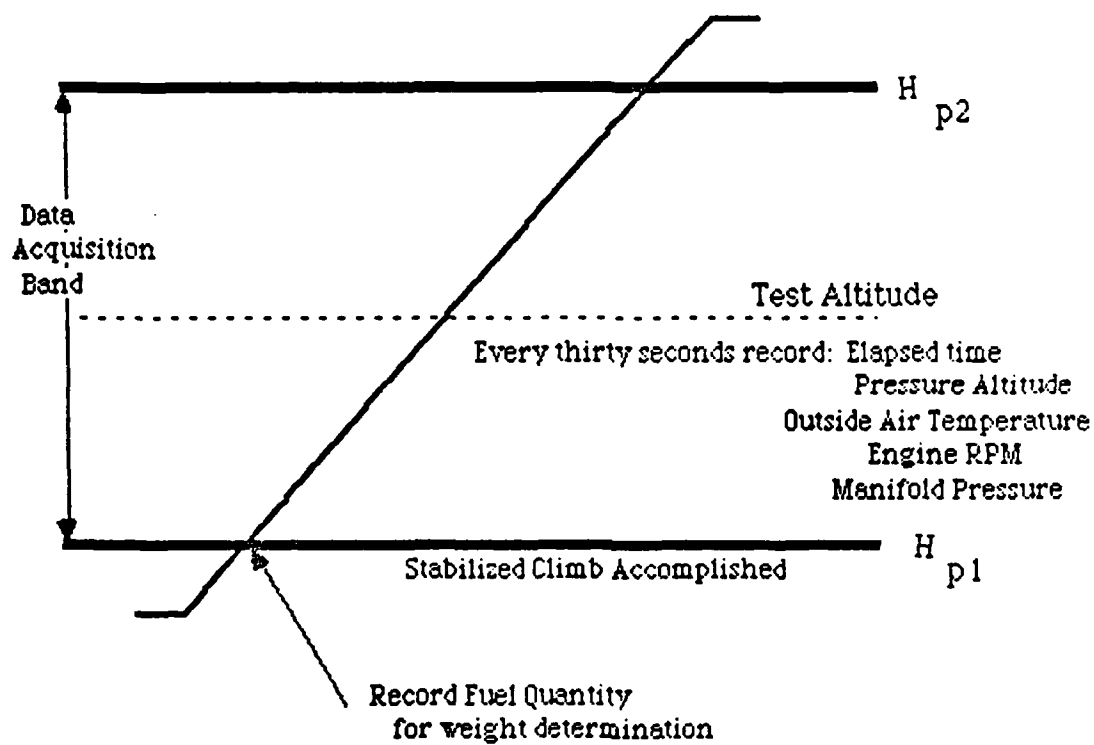 H p2
Data
Acquisition
Band
Test Altitude
Every thirty seconds record: Elapsed time
Pressure Altitude
Outside Air Temperature
Engine RPM
Manifold Pressure
H p1
Stabilized Climb Accomplished
Record Fuel Quantity
for weight determination